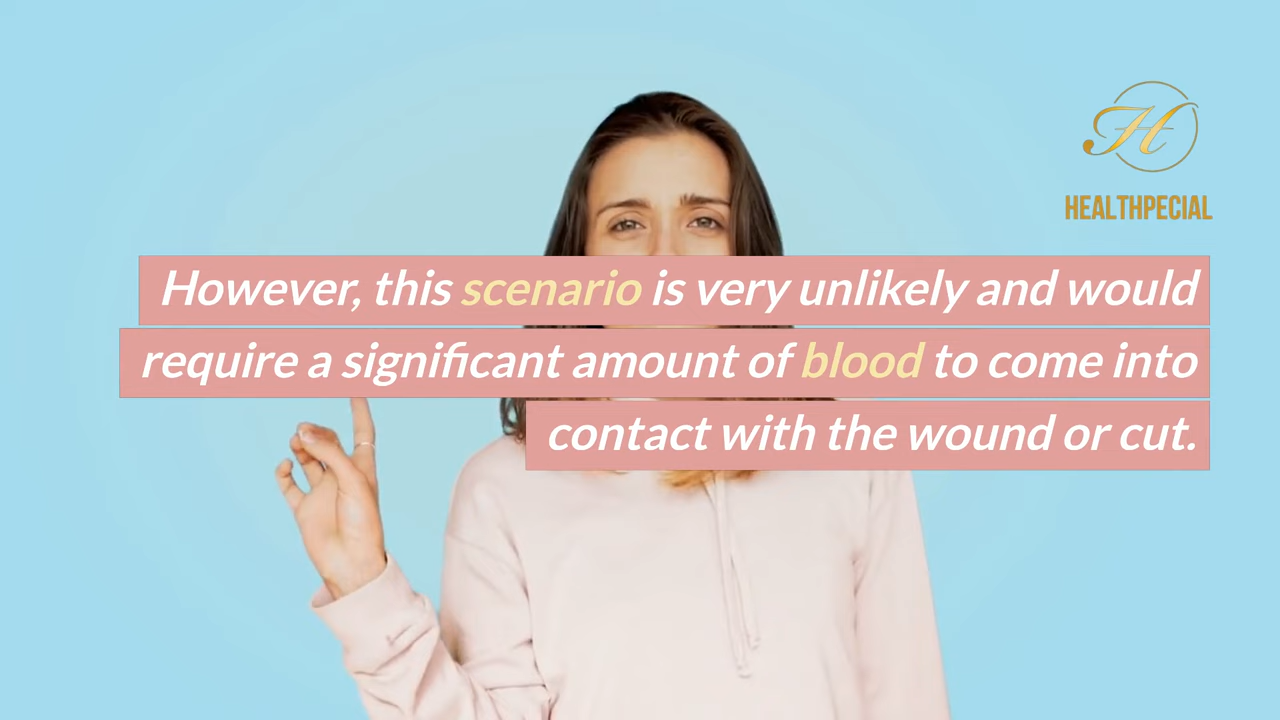 H
HEALTHPECIAL
However, this scenario is very unlikely and would
require a significant amount of blood to come into
contact with the wound or cut.